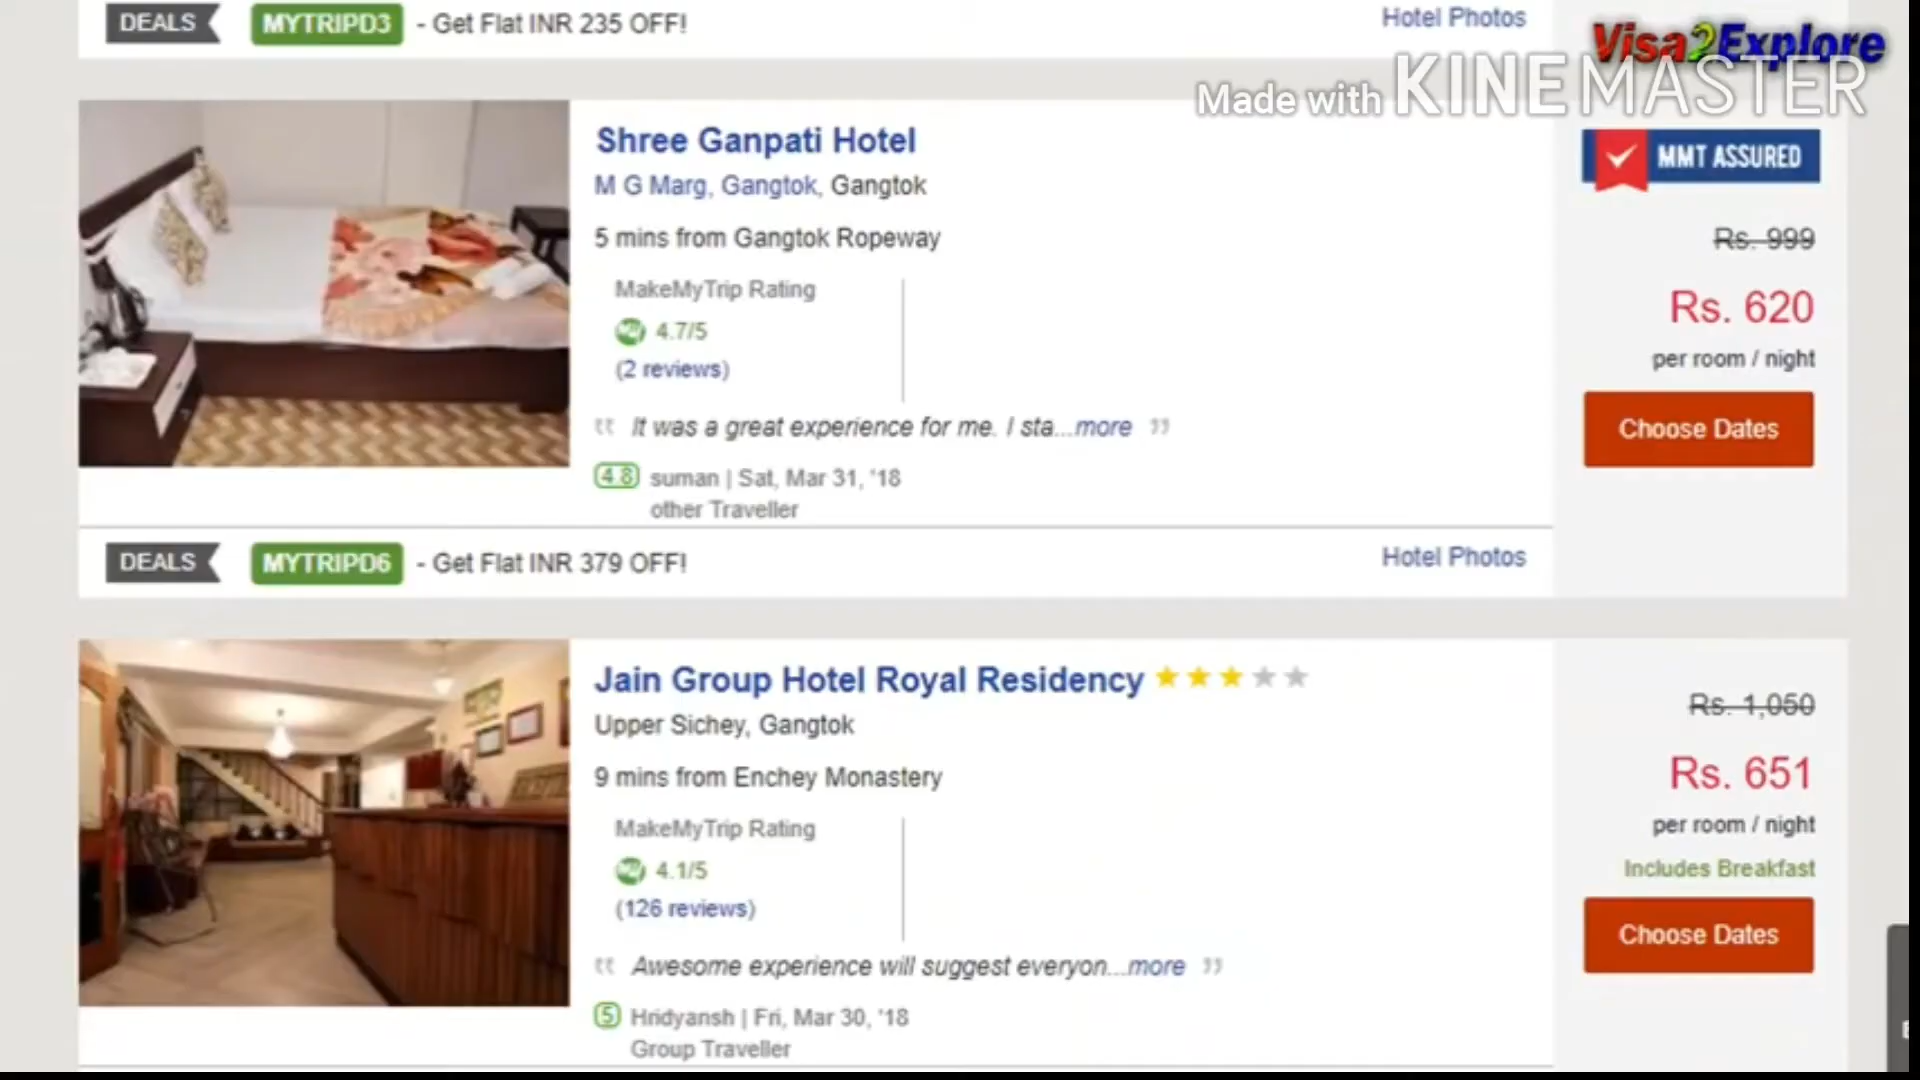 DEALS MYTRIPD3 - Get Flat INR 235 OFF!
Hotel Photos
Visa2Explore
Made with KINEMASTER
Shree Ganpati Hotel
MMT ASSURED
M G Marg, Gangtok, Gangtok
5 mins from Gangtok Ropeway
Rs. 999
MakeMyTrip Rating
Rs. 620
4.7/5
per room / night
(2 reviews)
It was a great experience for me. I sta...more
Choose Dates
4.8 suman | Sat, Mar 31, '18
other Traveller
DEALS MYTRIPD6 - Get Flat INR 379 OFF!
Hotel Photos
Jain Group Hotel Royal Residency
Upper Sichey, Gangtok
Rs. 1,050
9 mins from Enchey Monastery
Rs. 651
MakeMyTrip Rating
per room / night
4.1/5
Includes Breakfast
(126 reviews)
Choose Dates
Awesome experience will suggest everyon...more
5 Hridyansh | Fri, Mar 30, '18
Group Traveller